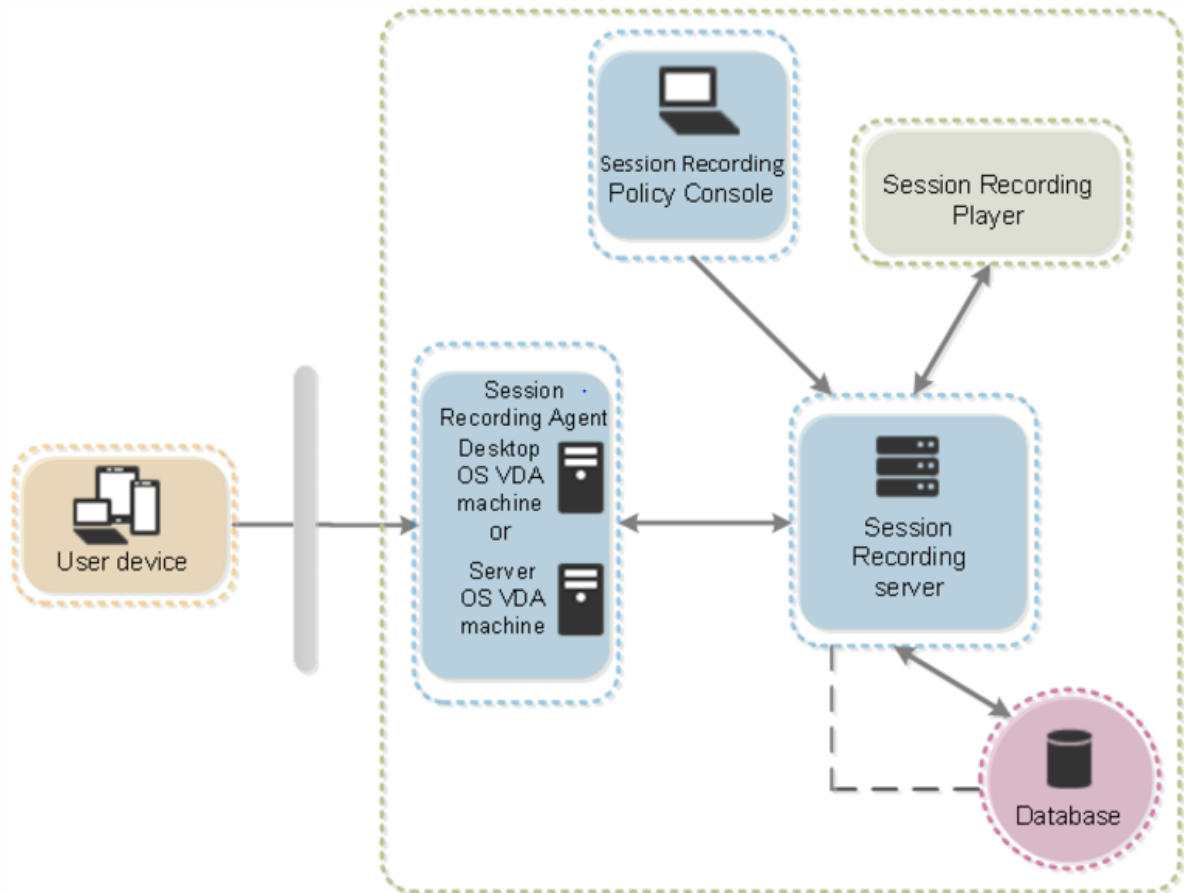 Session Recording
Policy Console
Session Recording
Player
Session
Recording Agent
Desktop
OS VDA
machine
or
Server
OS VDA
machine
User device
Session
Recording
server
Database